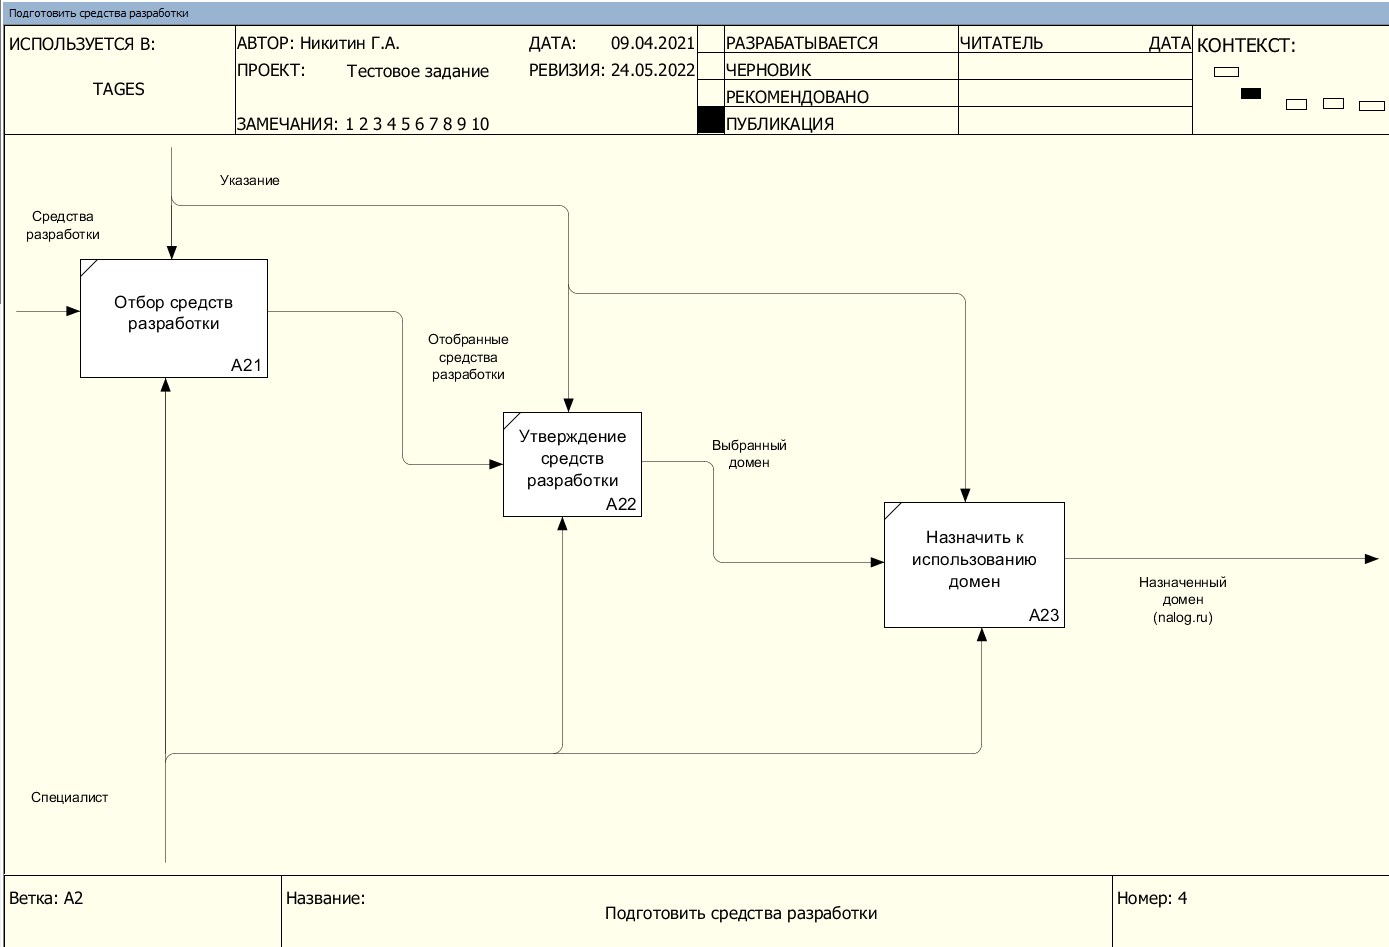 Подготовить средства разработки
ИСПОЛЬЗУЕТСЯ В:
TAGES
АВТОР: Никитин Г.А.
ДАТА: 09.04.2021
ПРОЕКТ: Тестовое задание
РЕВИЗИЯ: 24.05.2022
ЗАМЕЧАНИЯ: 1 2 3 4 5 6 7 8 9 10
РАЗРАБАТЫВАЕТСЯ
ЧЕРНОВИК
РЕКОМЕНДОВАНО
ПУБЛИКАЦИЯ
ЧИТАТЕЛЬ
ДАТА
КОНТЕКСТ:
Указание
Средства
разработки
Отбор средств
разработки
A21
Отобранные
средства
разработки
Утверждение
средств
разработки
A22
Выбранный
домен
Назначить к
использованию
домен
A23
Назначенный
домен
(nalog.ru)
Специалист
Ветка: A2
Название:
Подготовить средства разработки
Номер: 4